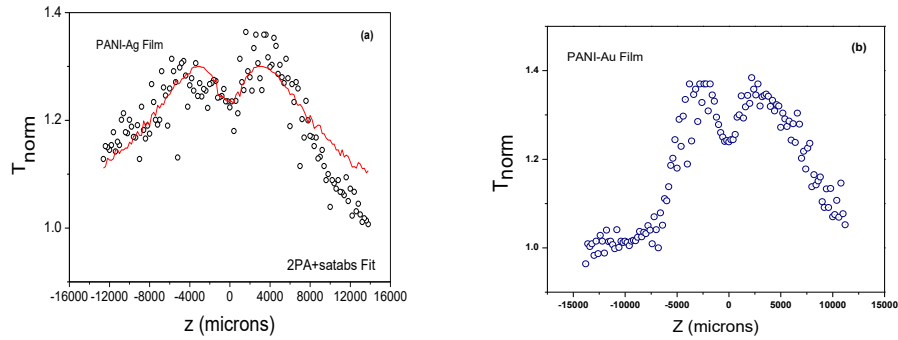 (a)
PANI-Ag Film
1.4
1.2
1.0
T_norm
2PA+satabs Fit
-16000 -12000 -8000 -4000 0 4000 8000 12000 16000
z (microns)
(b)
PANI-Au Film
1.4
1.2
1.0
T_norm
-15000 -10000 -5000 0 5000 10000 15000
Z (microns)